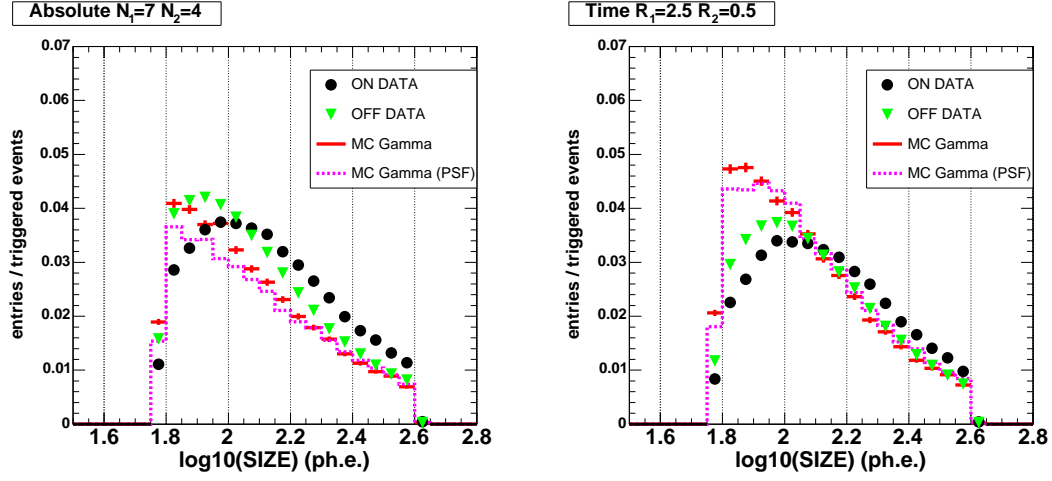 Absolute N₁=7 N₂=4
entries / triggered events
0.07
0.06
0.05
0.04
0.03
0.02
0.01
0
ON DATA
OFF DATA
MC Gamma
MC Gamma (PSF)
1.6 1.8 2 2.2 2.4 2.6 2.8
log10(SIZE) (ph.e.)
Time R₁=2.5 R₂=0.5
entries / triggered events
0.07
0.06
0.05
0.04
0.03
0.02
0.01
0
ON DATA
OFF DATA
MC Gamma
MC Gamma (PSF)
1.6 1.8 2 2.2 2.4 2.6 2.8
log10(SIZE) (ph.e.)